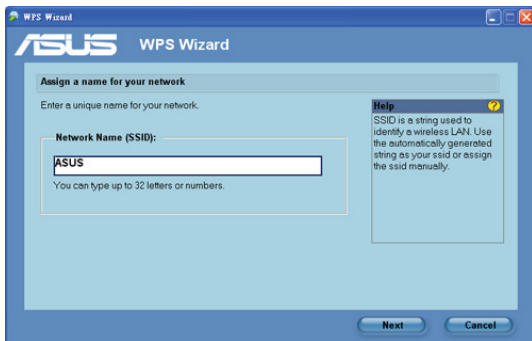 WPS Wizard
ASUS WPS Wizard
Assign a name for your network
Enter a unique name for your network.
Network Name (SSID):
ASUS
You can type up to 32 letters or numbers.
Help
SSID is a string used to
identify a wireless LAN. Use
the automatically generated
string as your ssid or assign
the ssid manually.
Next Cancel